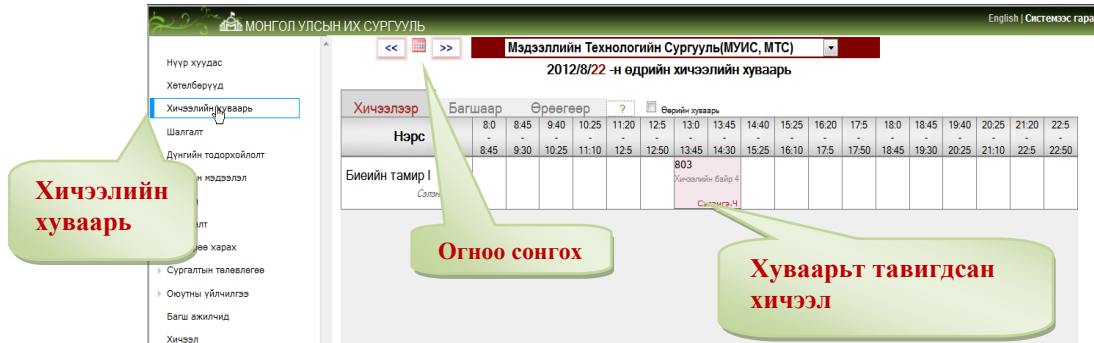 МОНГОЛ УЛСЫН ИХ СУРГУУЛЬ
English | Системээс гара
<< >> Мэдээллийн Технологийн Сургууль(МУИС, МТС)
2012/8/22 -н өдрийн хичээлийн хуваарь
Нүүр хуудас
Хөтөлбөрүүд
Хичээлийн хуваарь
Шалгалт
Дүнгийн тодорхойлолт
н мэдээлэл
лт
өө харах
Сургалтын төлөвлөгөө
Оюутны үйлчилгээ
Багш ажилчид
Хичээл
Хичээлээр Багшаар Өрөөгөөр ? Өөрийн хуваарь
Нэрс
8:0 8:45 9:40 10:25 11:20 12:5 13:0 13:45 14:40 15:25 16:20 17:5 18:0 18:45 19:40 20:25 21:20 22:5
- - - - - - - - - - - - - - - - - -
8:45 9:30 10:25 11:10 12:5 12:50 13:45 14:30 15:25 16:10 17:5 17:50 18:45 19:30 20:25 21:10 22:5 22:50
Биеийн тамир I
Сэлэн
803
Хичээлийн байр 4
Сэлэнгэ.Ч
Хичээлийн
хуваарь
Огноо сонгох
Хуваарьт тавигдсан
хичээл